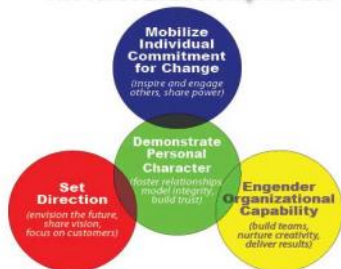 Mobilize
Individual
Commitment
for Change
(inspire and engage
others, share power)
Demonstrate
Personal
Character
(foster relationships
model integrity,
build trust)
Set
Direction
(envision the future,
share vision,
focus on customers)
Engender
Organizational
Capability
(build teams,
nurture creativity,
deliver results)